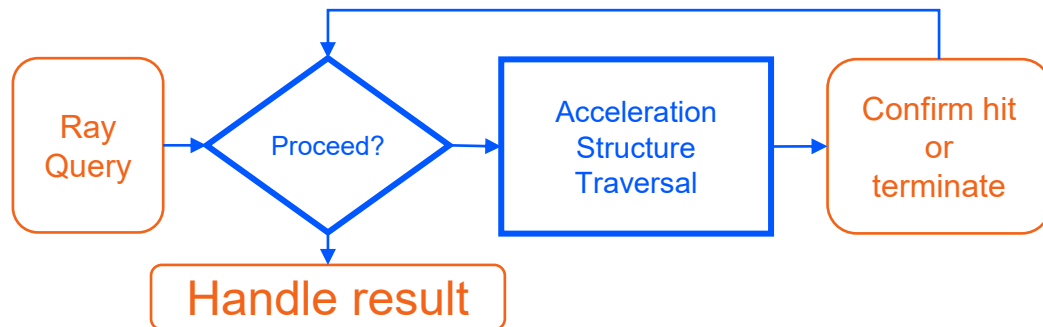 Ray
Query
Proceed?
Acceleration
Structure
Traversal
Confirm hit
or
terminate
Handle result